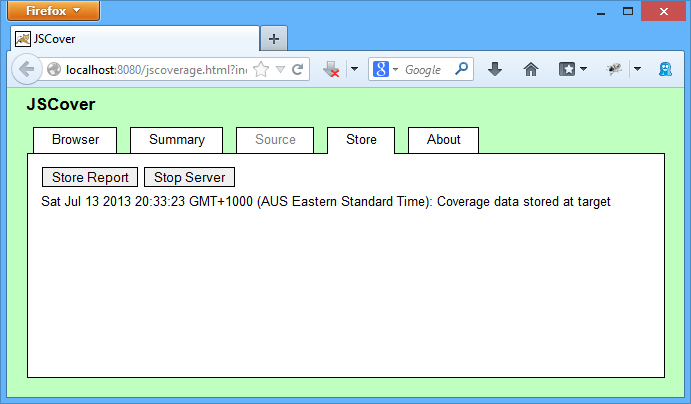 Firefox
JSCover
localhost:8080/jscoverage.html?in
Google
JSCover
Browser Summary Source Store About
Store Report Stop Server
Sat Jul 13 2013 20:33:23 GMT+1000 (AUS Eastern Standard Time): Coverage data stored at target